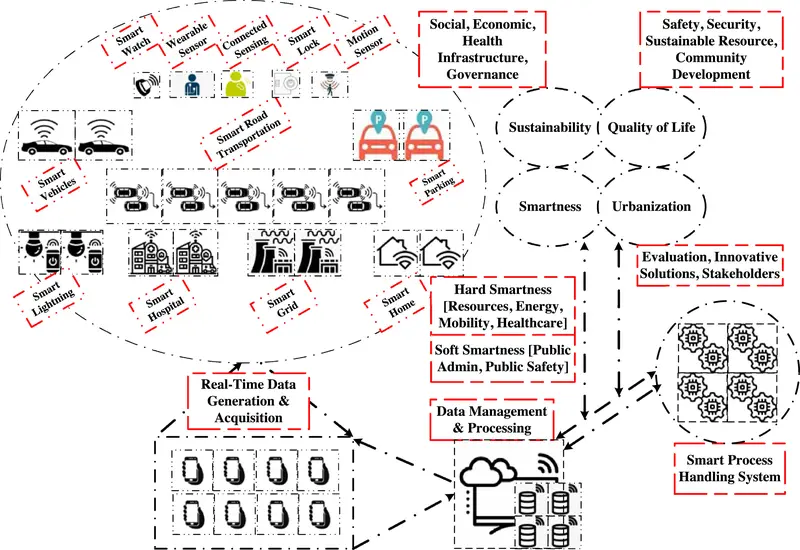 Smart
Watch
Wearable
Sensor
Connected
Sensing
Smart
Lock
Motion
Sensor
Social, Economic,
Health
Infrastructure,
Governance
Safety, Security,
Sustainable Resource,
Community
Development
Smart Road
Transportation
P
P
Sustainability
Quality of Life
Smart
Vehicles
Smart
Parking
Smartness
Urbanization
Smart
Lightning
Smart
Hospital
Smart
Grid
Smart
Home
Evaluation, Innovative
Solutions, Stakeholders
Hard Smartness
[Resources, Energy,
Mobility, Healthcare]
Soft Smartness [Public
Admin, Public Safety]
Real-Time Data
Generation &
Acquisition
Data Management
& Processing
Smart Process
Handling System